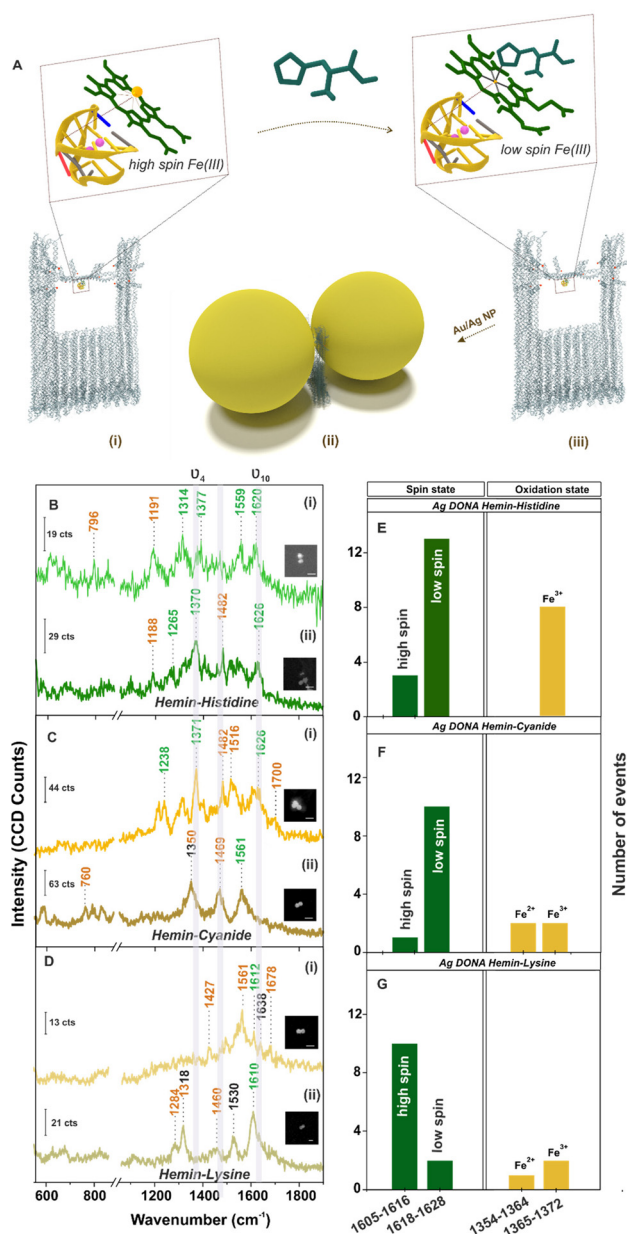 A
high spin Fe(III)
low spin Fe(III)
Au/Ag NP
(i)
(ii)
(iii)
υ4
υ10
B
(i)
796
1191
1314
1377
1559
1620
19 cts
(ii)
1188
1265
1370
1482
1626
29 cts
Hemin-Histidine
C
(i)
1238
1371
1482
1516
1626
1700
44 cts
(ii)
760
1350
1469
1561
63 cts
Hemin-Cyanide
D
(i)
1427
1561
1612
1638
1678
13 cts
(ii)
1284
1318
1460
1530
1610
21 cts
Hemin-Lysine
Intensity (CCD Counts)
600 800 1200 1400 1600 1800
Wavenumber (cm⁻¹)
Spin state
Oxidation state
Ag DONA Hemin-Histidine
E
12
8
4
0
high spin
low spin
Fe3+
Ag DONA Hemin-Cyanide
F
12
8
4
0
high spin
low spin
Fe2+
Fe3+
Ag DONA Hemin-Lysine
G
12
8
4
0
high spin
low spin
Fe2+
Fe3+
1605-1616
1618-1628
1354-1364
1365-1372
Number of events